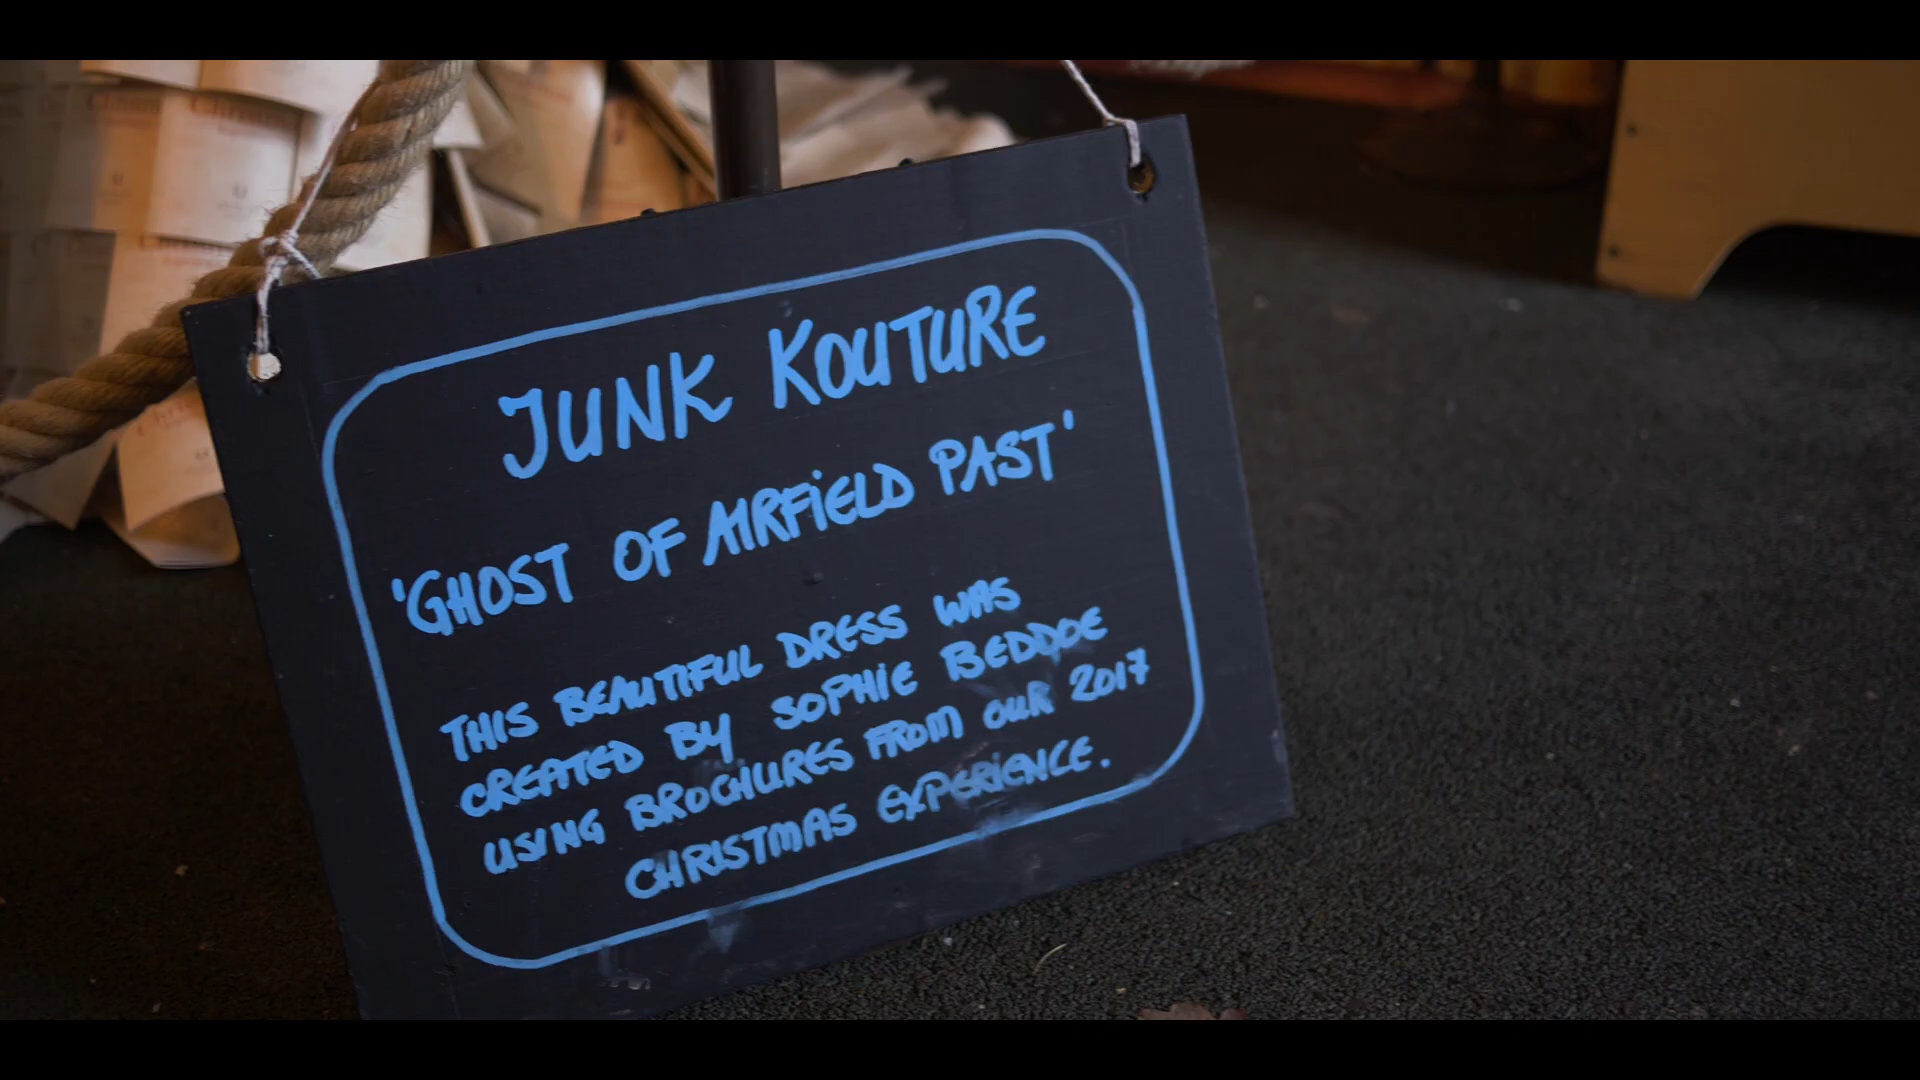 JUNK KOUTURE
'GHOST OF AIRFIELD PAST'
THIS BEAUTIFUL DRESS WAS
CREATED BY SOPHIE BEDDOE
USING BROCHURES FROM OUR 2017
CHRISTMAS EXPERIENCE.